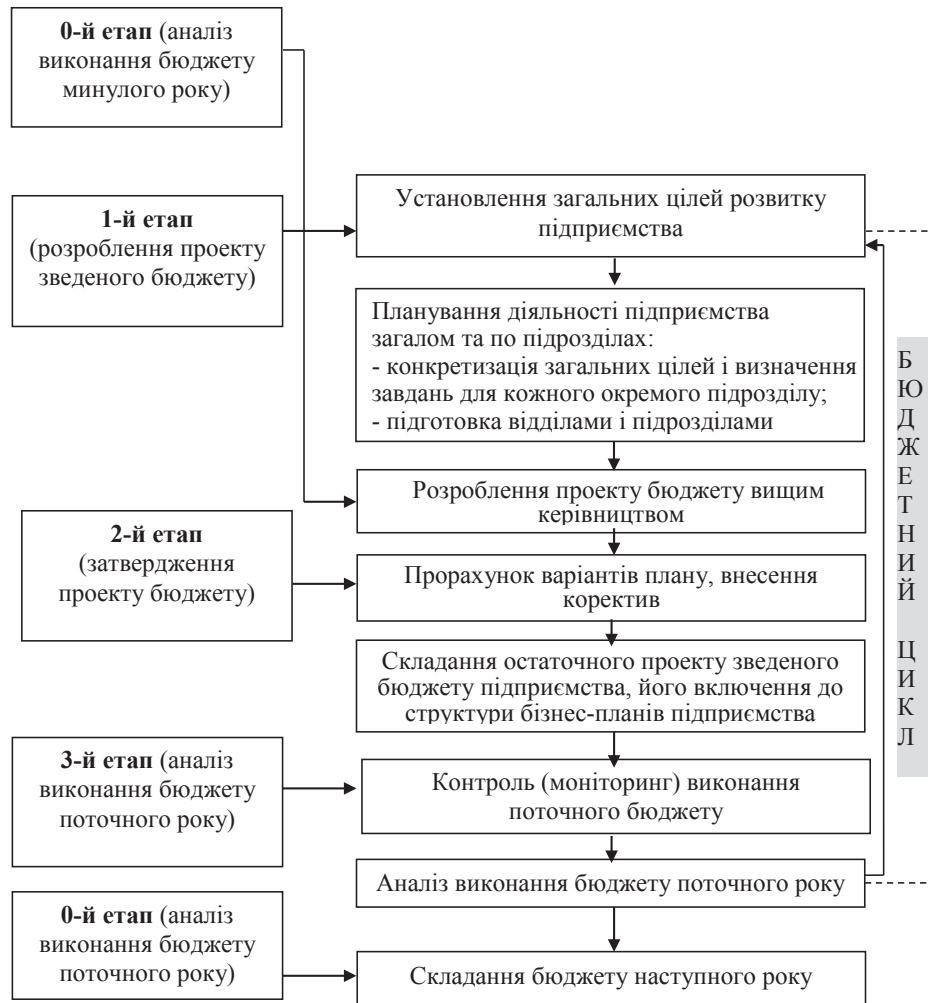 0-й етап (аналіз
виконання бюджету
минулого року)
1-й етап
(розроблення проекту
зведеного бюджету)
Установлення загальних цілей розвитку
підприємства
Планування діяльності підприємства
загалом та по підрозділах:
- конкретизація загальних цілей і визначення
завдань для кожного окремого підрозділу;
- підготовка відділами і підрозділами
Розроблення проекту бюджету вищим
керівництвом
2-й етап
(затвердження
проекту бюджету)
Прорахунок варіантів плану, внесення
коректив
Складання остаточного проекту зведеного
бюджету підприємства, його включення до
структури бізнес-планів підприємства
3-й етап (аналіз
виконання бюджету
поточного року)
Контроль (моніторинг) виконання
поточного бюджету
Аналіз виконання бюджету поточного року
0-й етап (аналіз
виконання бюджету
поточного року)
Складання бюджету наступного року
БЮДЖЕТНИЙ ЦИКЛ